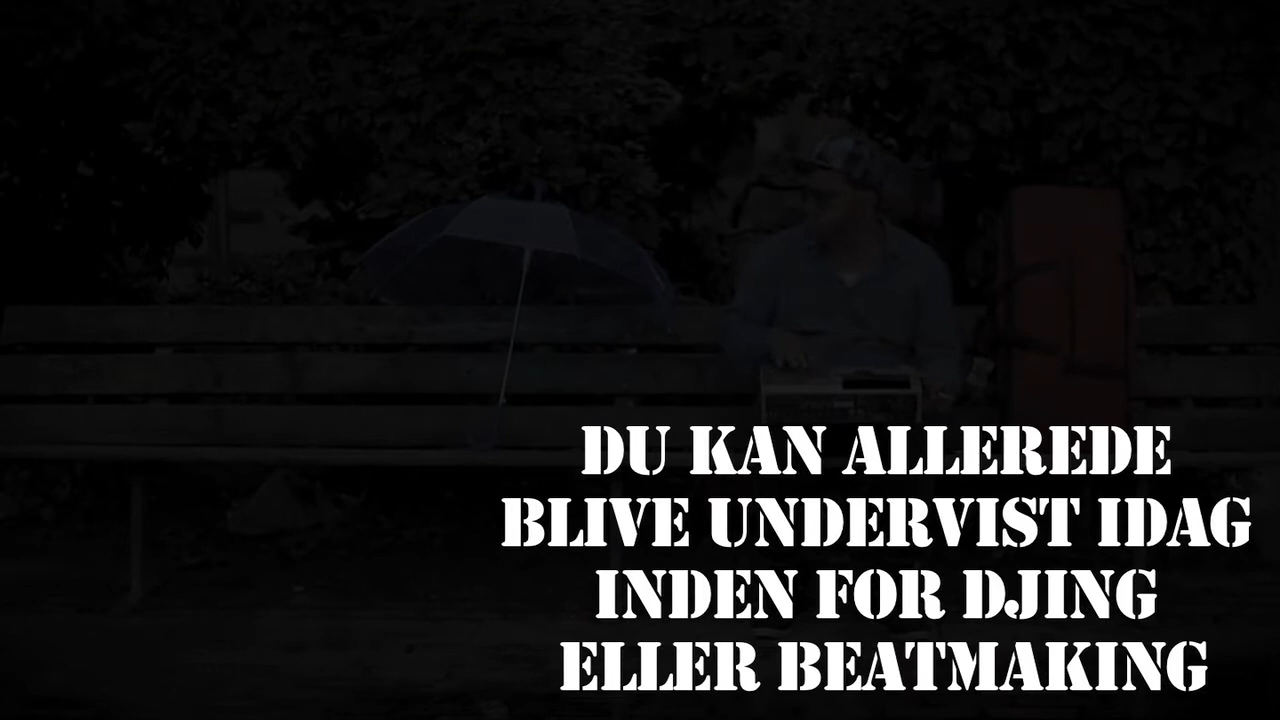 DU KAN ALLEREDE
BLIVE UNDERVIST IDAG
INDEN FOR DJING
ELLER BEATMAKING